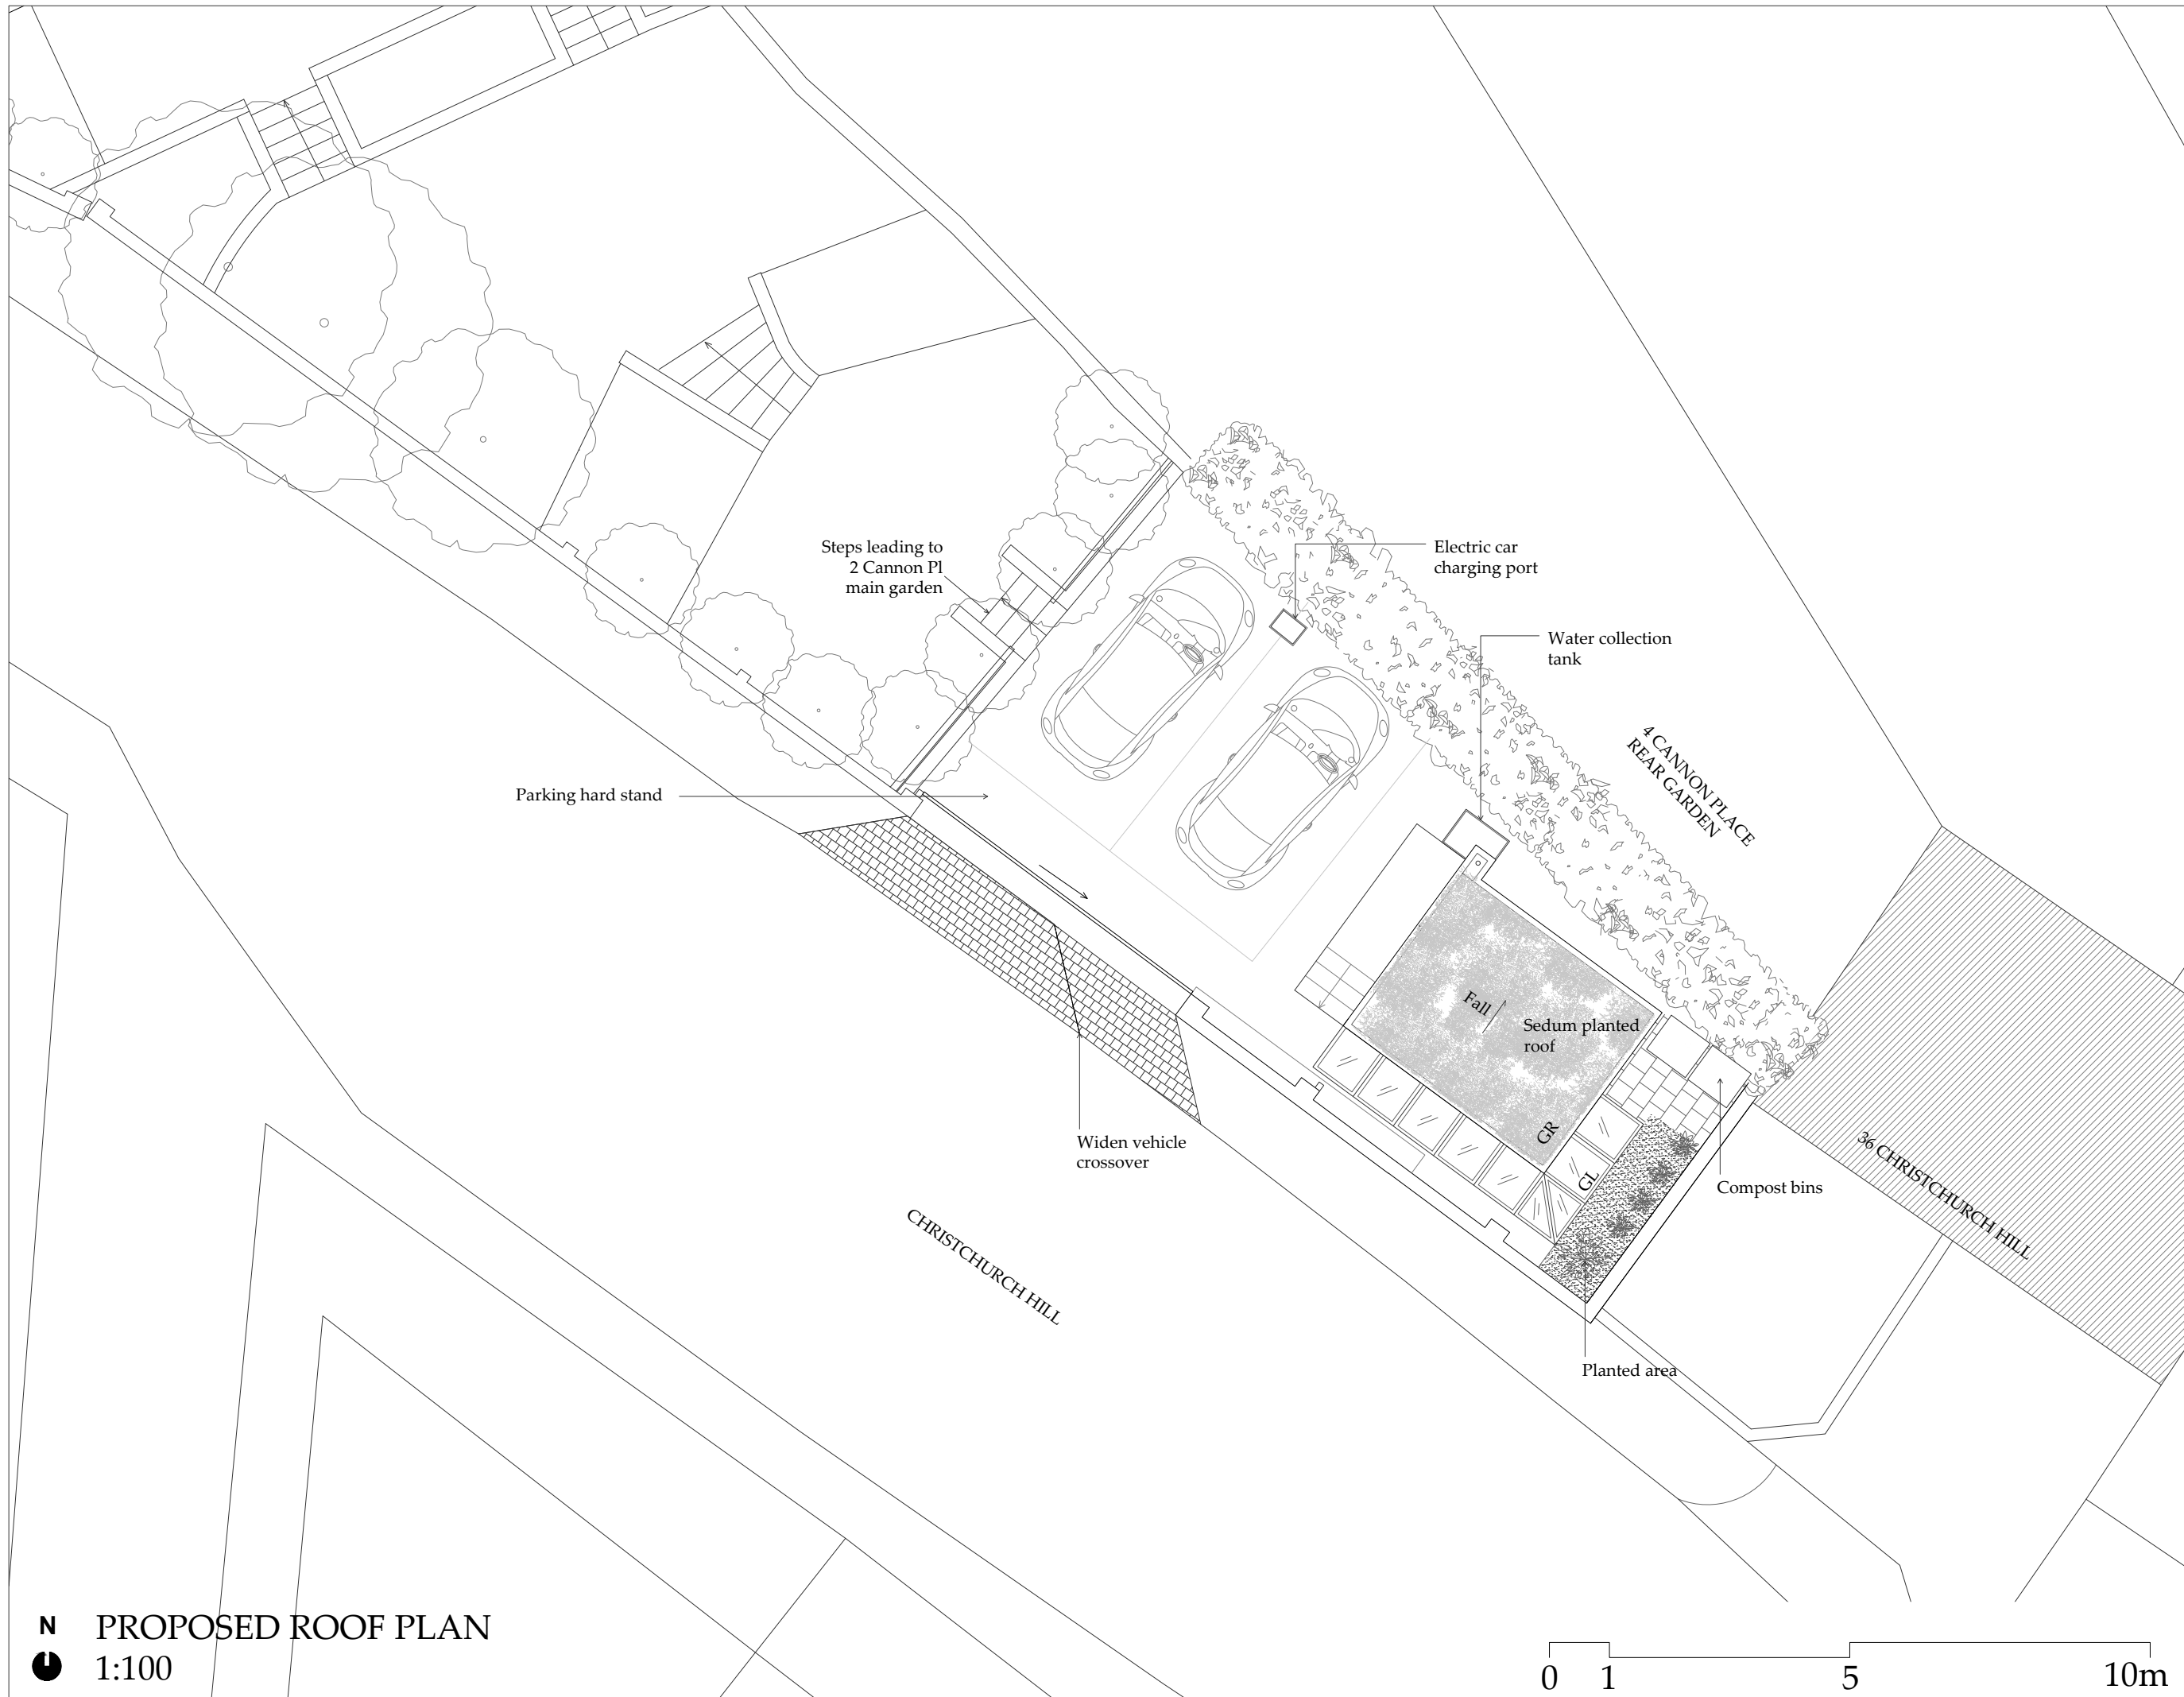 Steps leading to
2 Cannon Pl
main garden
Electric car
charging port
Water collection
tank
4 CANNON PLACE
REAR GARDEN
Parking hard stand
Fall
Sedum planted
roof
GR
GL
Widen vehicle
crossover
Compost bins
36 CHRISTCHURCH HILL
CHRISTCHURCH HILL
Planted area
N
PROPOSED ROOF PLAN
1:100
0 1 5 10m